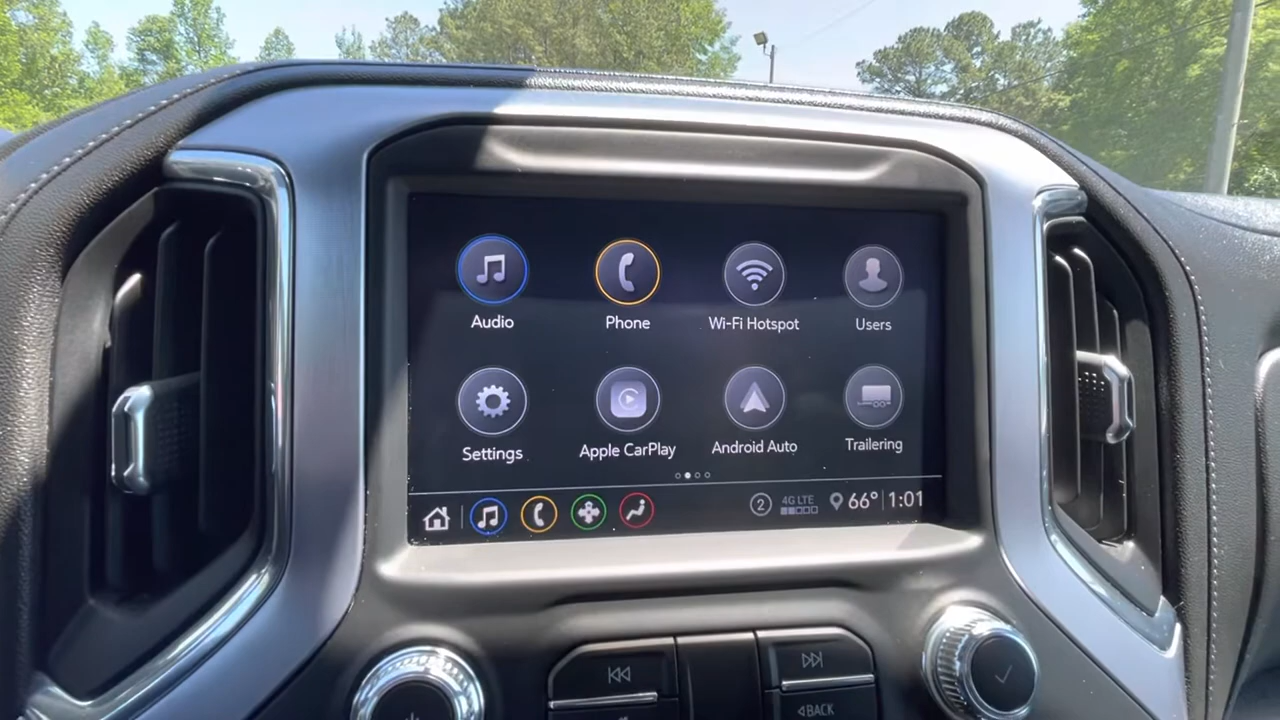 Audio Phone Wi-Fi Hotspot Users
Settings Apple CarPlay Android Auto Trailering
2 4G LTE 66° 1:01
BACK